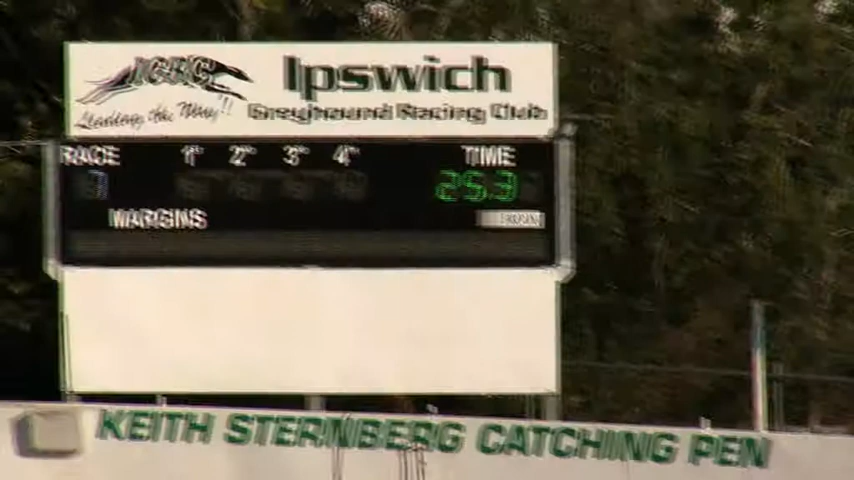 IGRC
Leading the Way!!
Ipswich
Greyhound Racing Club
RACE 1st 2nd 3rd 4th TIME
25.3
MARGINS
KEITH STERNBERG CATCHING PEN